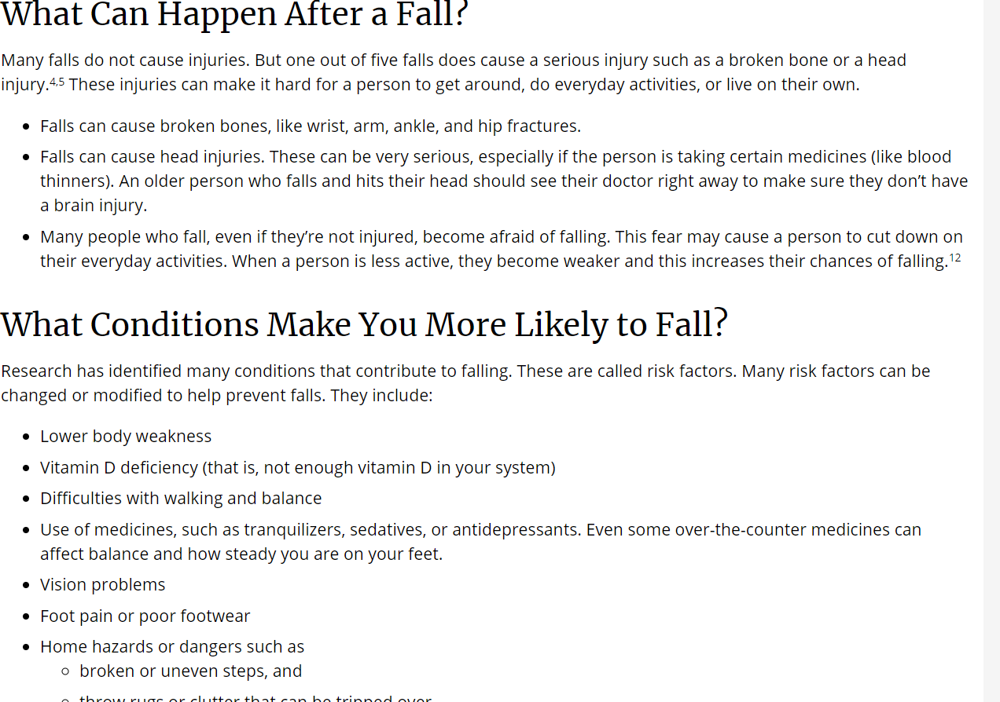 What Can Happen After a Fall?
Many falls do not cause injuries. But one out of five falls does cause a serious injury such as a broken bone or a head
injury.4,5 These injuries can make it hard for a person to get around, do everyday activities, or live on their own.
• Falls can cause broken bones, like wrist, arm, ankle, and hip fractures.
• Falls can cause head injuries. These can be very serious, especially if the person is taking certain medicines (like blood
thinners). An older person who falls and hits their head should see their doctor right away to make sure they don’t have
a brain injury.
• Many people who fall, even if they’re not injured, become afraid of falling. This fear may cause a person to cut down on
their everyday activities. When a person is less active, they become weaker and this increases their chances of falling.12
What Conditions Make You More Likely to Fall?
Research has identified many conditions that contribute to falling. These are called risk factors. Many risk factors can be
changed or modified to help prevent falls. They include:
• Lower body weakness
• Vitamin D deficiency (that is, not enough vitamin D in your system)
• Difficulties with walking and balance
• Use of medicines, such as tranquilizers, sedatives, or antidepressants. Even some over-the-counter medicines can
affect balance and how steady you are on your feet.
• Vision problems
• Foot pain or poor footwear
• Home hazards or dangers such as
◦ broken or uneven steps, and
◦ throw rugs or clutter that can be tripped over